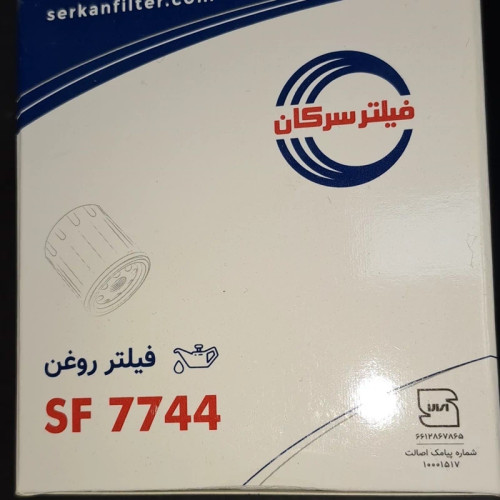 serkanfilter.com
فیلتر سرکان
فیلتر روغن
SF 7744
۶۶۱۲۸۶۷۸۶۵
شماره پیامک اصالت
۱۰۰۰۱۵۱۷